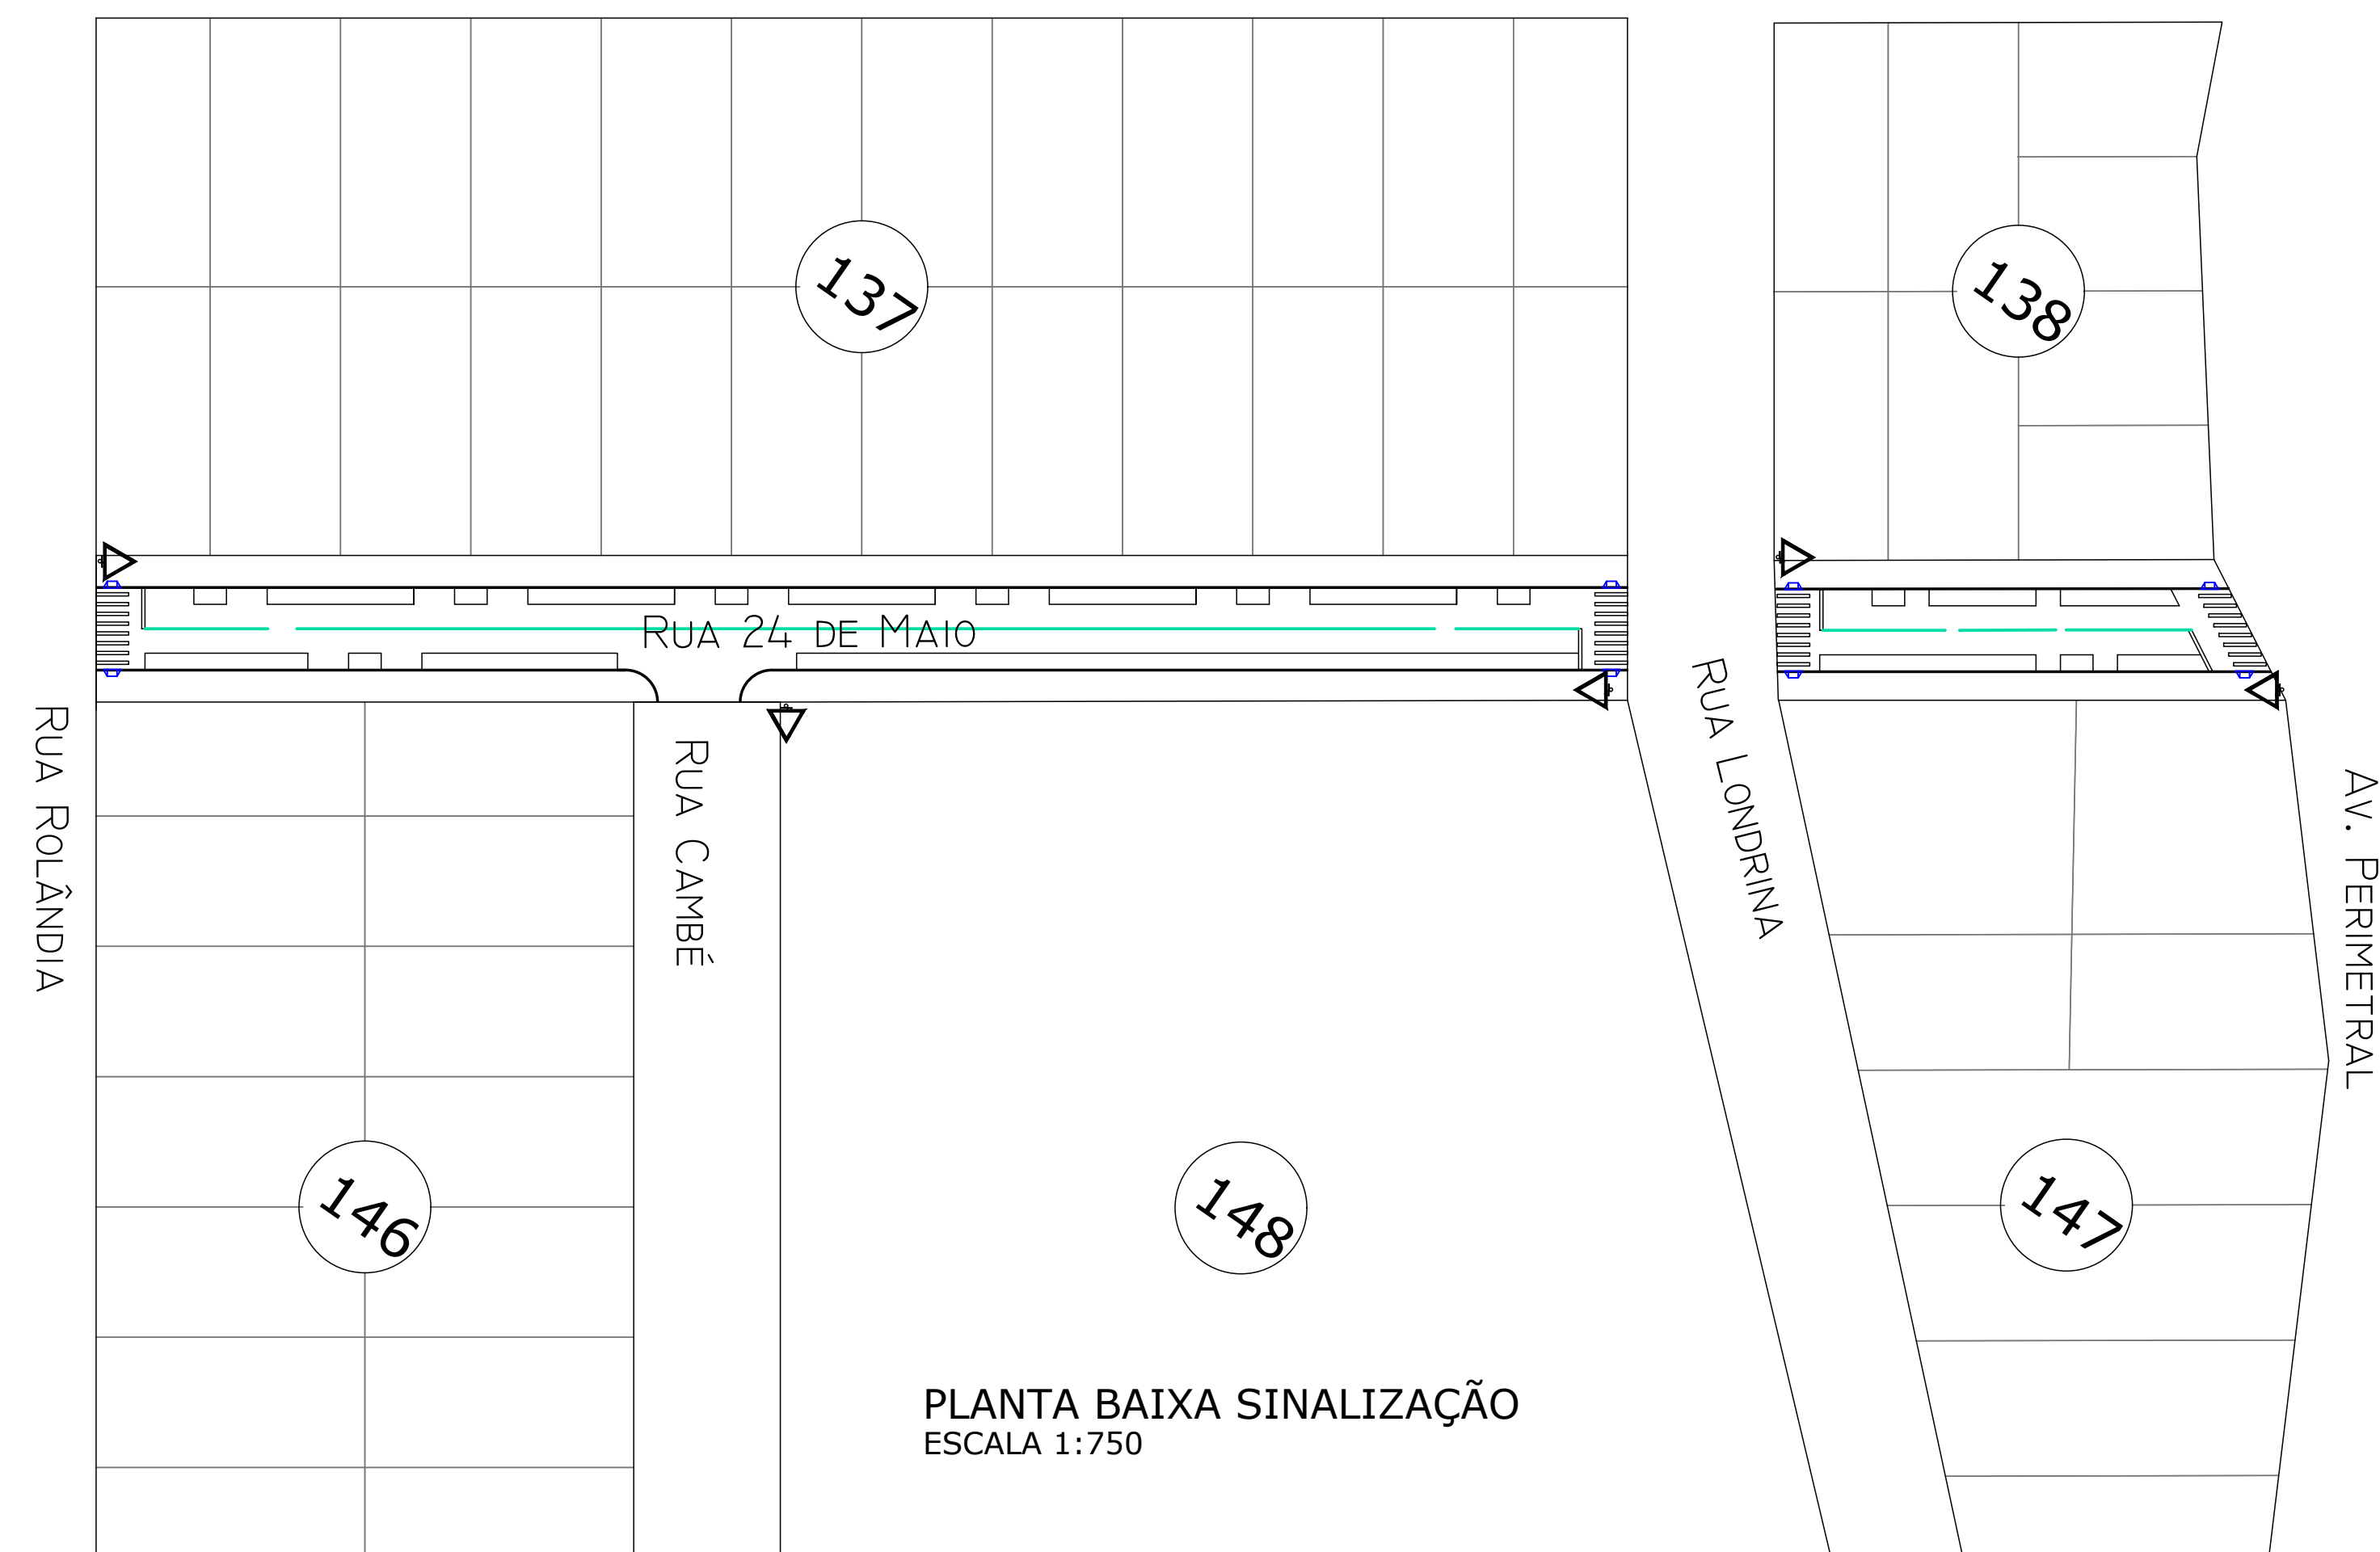 137
138
RUA 24 DE MAIO
RUA ROLÂNDIA
RUA CAMBÉ
RUA LONDRINA
AV. PERIMETRAL
146
148
147
PLANTA BAIXA SINALIZAÇÃO
ESCALA 1:750